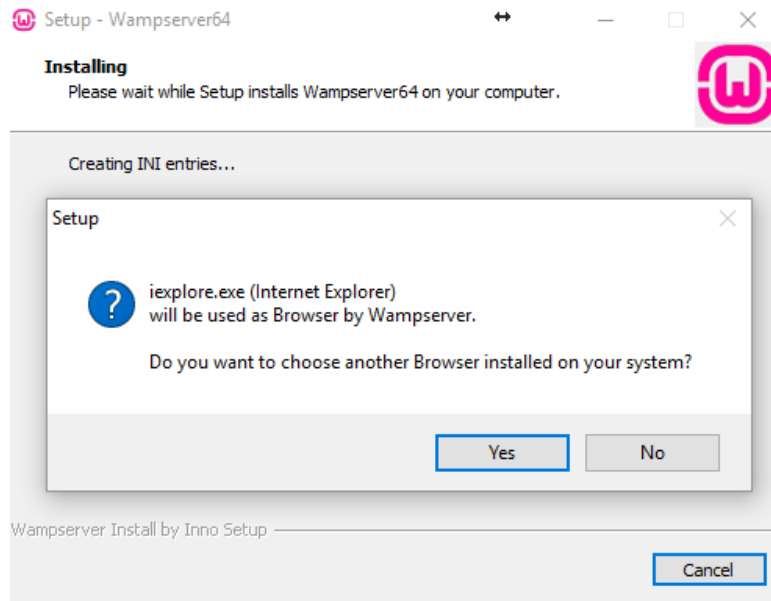 Setup - Wampserver64
Installing
Please wait while Setup installs Wampserver64 on your computer.
Creating INI entries...
Setup
iexplore.exe (Internet Explorer)
will be used as Browser by Wampserver.
Do you want to choose another Browser installed on your system?
Yes No
Wampserver Install by Inno Setup
Cancel